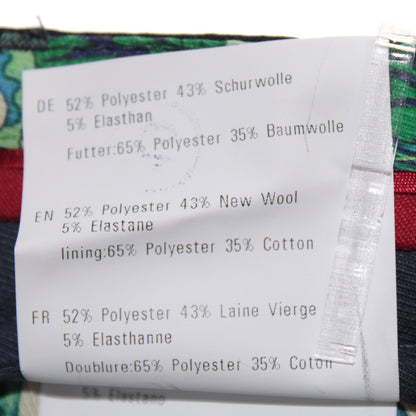 DE 52% Polyester 43% Schurwolle
5% Elasthan
Futter:65% Polyester 35% Baumwolle
EN 52% Polyester 43% New Wool
5% Elastane
lining:65% Polyester 35% Cotton
FR 52% Polyester 43% Laine Vierge
5% Elasthanne
Doublure:65% Polyester 35% Coton
5% Elastano